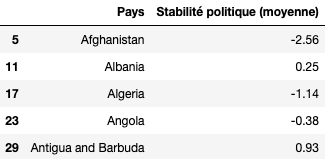 Pays Stabilité politique (moyenne)
5 Afghanistan -2.56
11 Albania 0.25
17 Algeria -1.14
23 Angola -0.38
29 Antigua and Barbuda 0.93